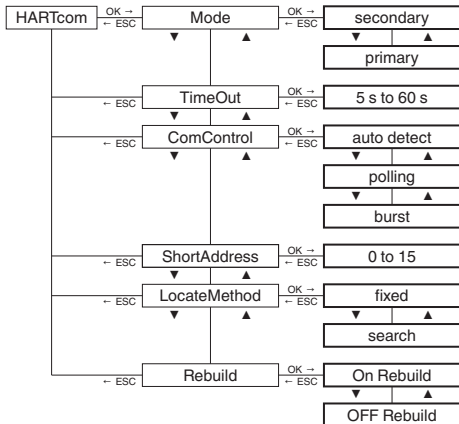 HARTcom
OK →
← ESC
Mode
OK →
← ESC
secondary
▼ ▲
▼ ▲
primary
← ESC
TimeOut
OK →
← ESC
5 s to 60 s
▼ ▲
← ESC
ComControl
OK →
← ESC
auto detect
▼ ▲
▼ ▲
polling
▼ ▲
burst
← ESC
ShortAddress
OK →
← ESC
0 to 15
▼ ▲
← ESC
LocateMethod
OK →
← ESC
fixed
▼ ▲
▼ ▲
search
← ESC
Rebuild
OK →
← ESC
On Rebuild
▼ ▲
OFF Rebuild